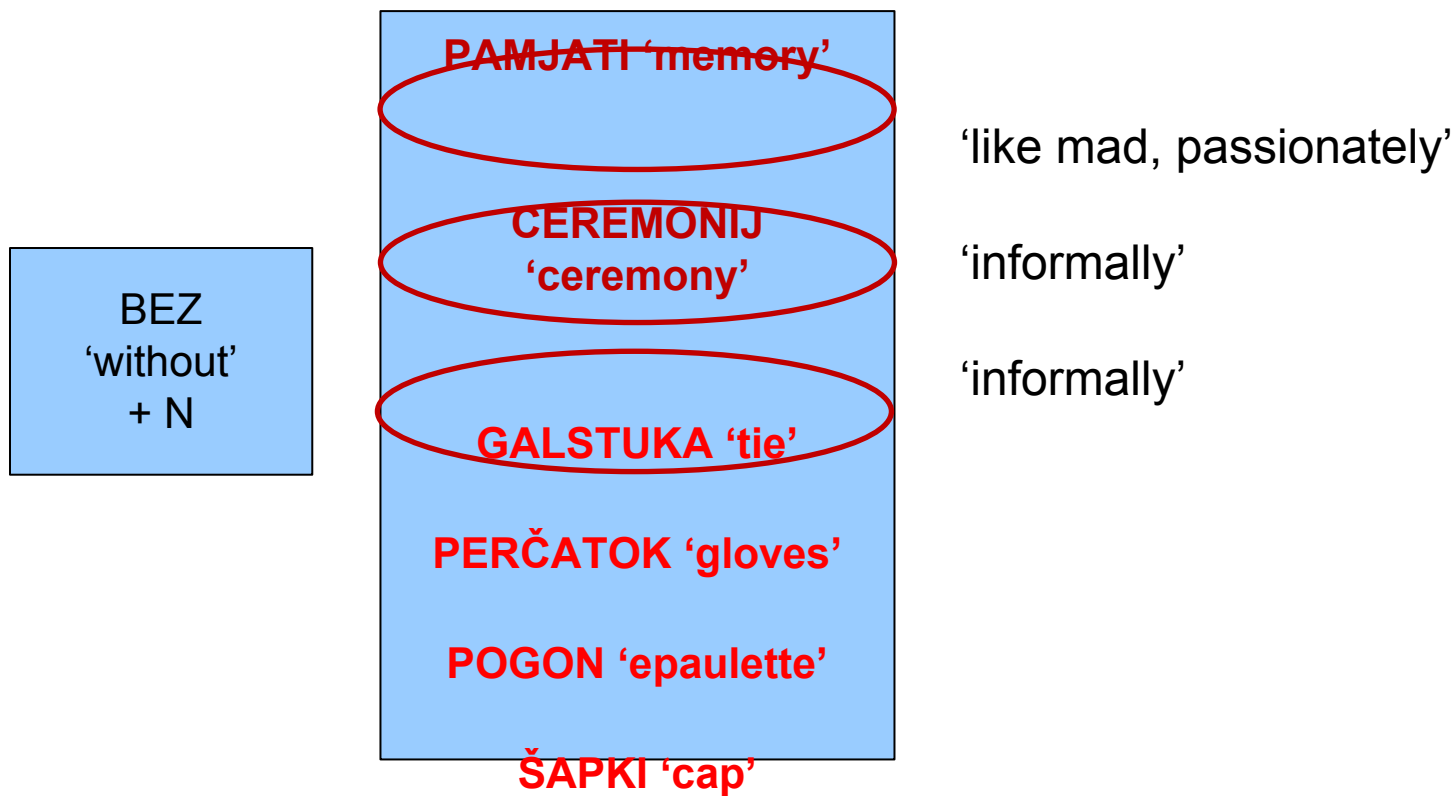 PAMJATI ‘memory’
‘like mad, passionately’
CEREMONIJ
‘ceremony’
‘informally’
BEZ
‘without’
+ N
‘informally’
GALSTUKA ‘tie’
PERČATOK ‘gloves’
POGON ‘epaulette’
ŠAPKI ‘cap’